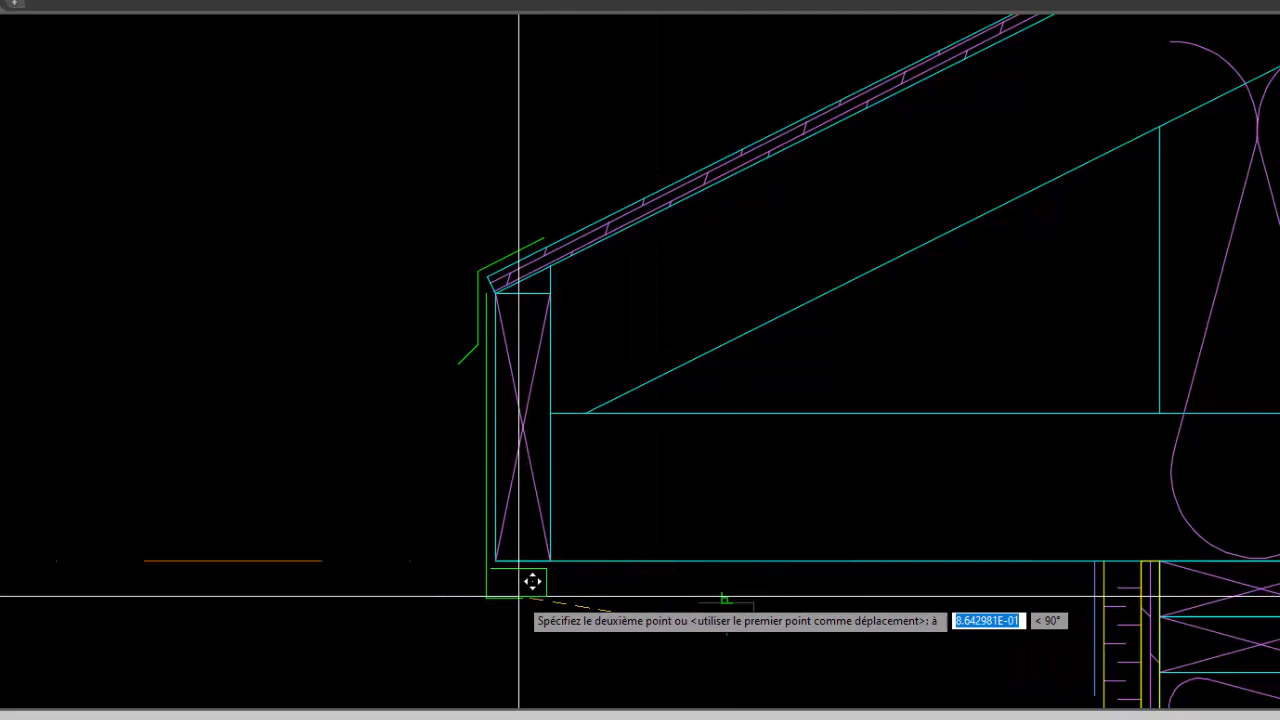 Spécifiez le deuxième point ou <utiliser le premier point comme déplacement>: à 8.642981E-01 < 90°